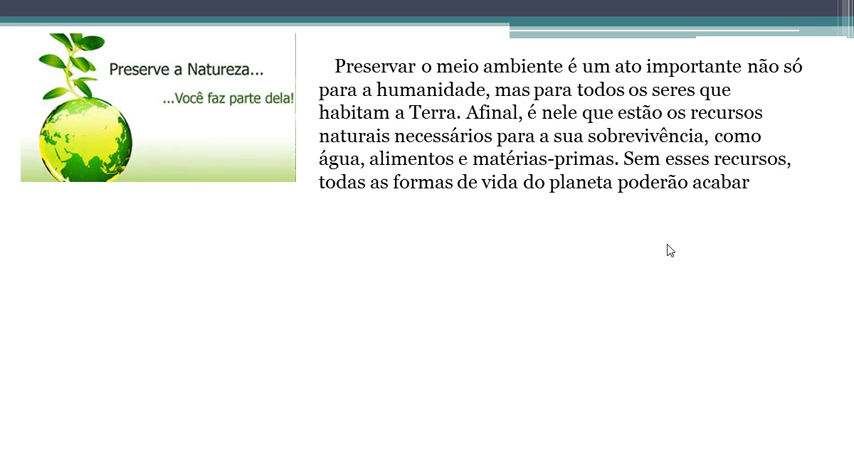 Preserve a Natureza...
...Você faz parte dela!
Preservar o meio ambiente é um ato importante não só
para a humanidade, mas para todos os seres que
habitam a Terra. Afinal, é nele que estão os recursos
naturais necessários para a sua sobrevivência, como
água, alimentos e matérias-primas. Sem esses recursos,
todas as formas de vida do planeta poderão acabar